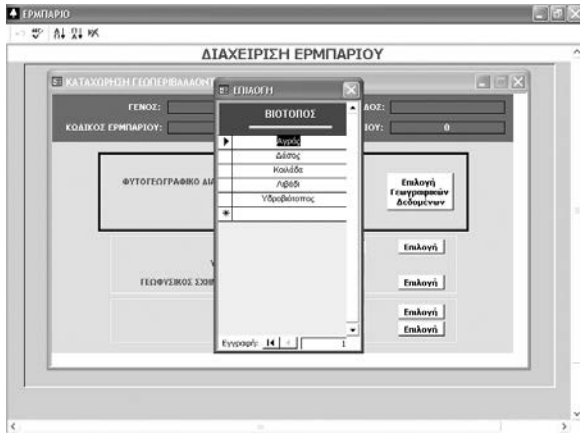 ΕΡΜΠΑΡΙΟ
ΔΙΑΧΕΙΡΙΣΗ ΕΡΜΠΑΡΙΟΥ
ΚΑΤΑΧΩΡΗΣΗ ΓΕΩΠΕΡΙΒΑΛΛΟΝΤ
ΕΠΙΛΟΓΗ
ΓΕΝΟΣ:
ΔΟΣ:
ΒΙΟΤΟΠΟΣ
ΚΩΔΙΚΟΣ ΕΡΜΠΑΡΙΟΥ:
ΙΟΥ: 0
Αγρός
Δάσος
Κοιλάδα
Λιβάδι
Υδροβιότοπος
ΦΥΤΟΓΕΩΓΡΑΦΙΚΟ ΔΙΑ
Επιλογή
Γεωγραφικών
Δεδομένων
Επιλογή
ΓΕΩΦΥΣΙΚΟΣ ΣΧΗΜ
Επιλογή
Επιλογή
Επιλογή
Εγγραφή: 1